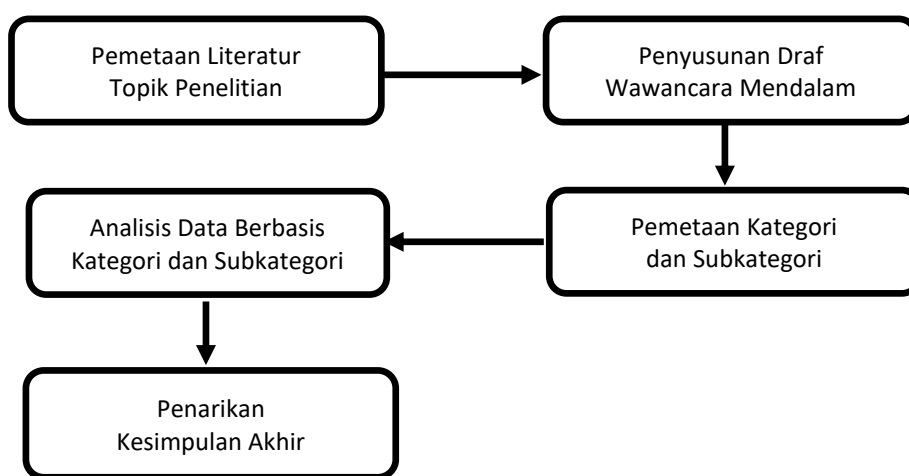 Pemetaan Literatur
Topik Penelitian
Penyusunan Draf
Wawancara Mendalam
Pemetaan Kategori
dan Subkategori
Analisis Data Berbasis
Kategori dan Subkategori
Penarikan
Kesimpulan Akhir